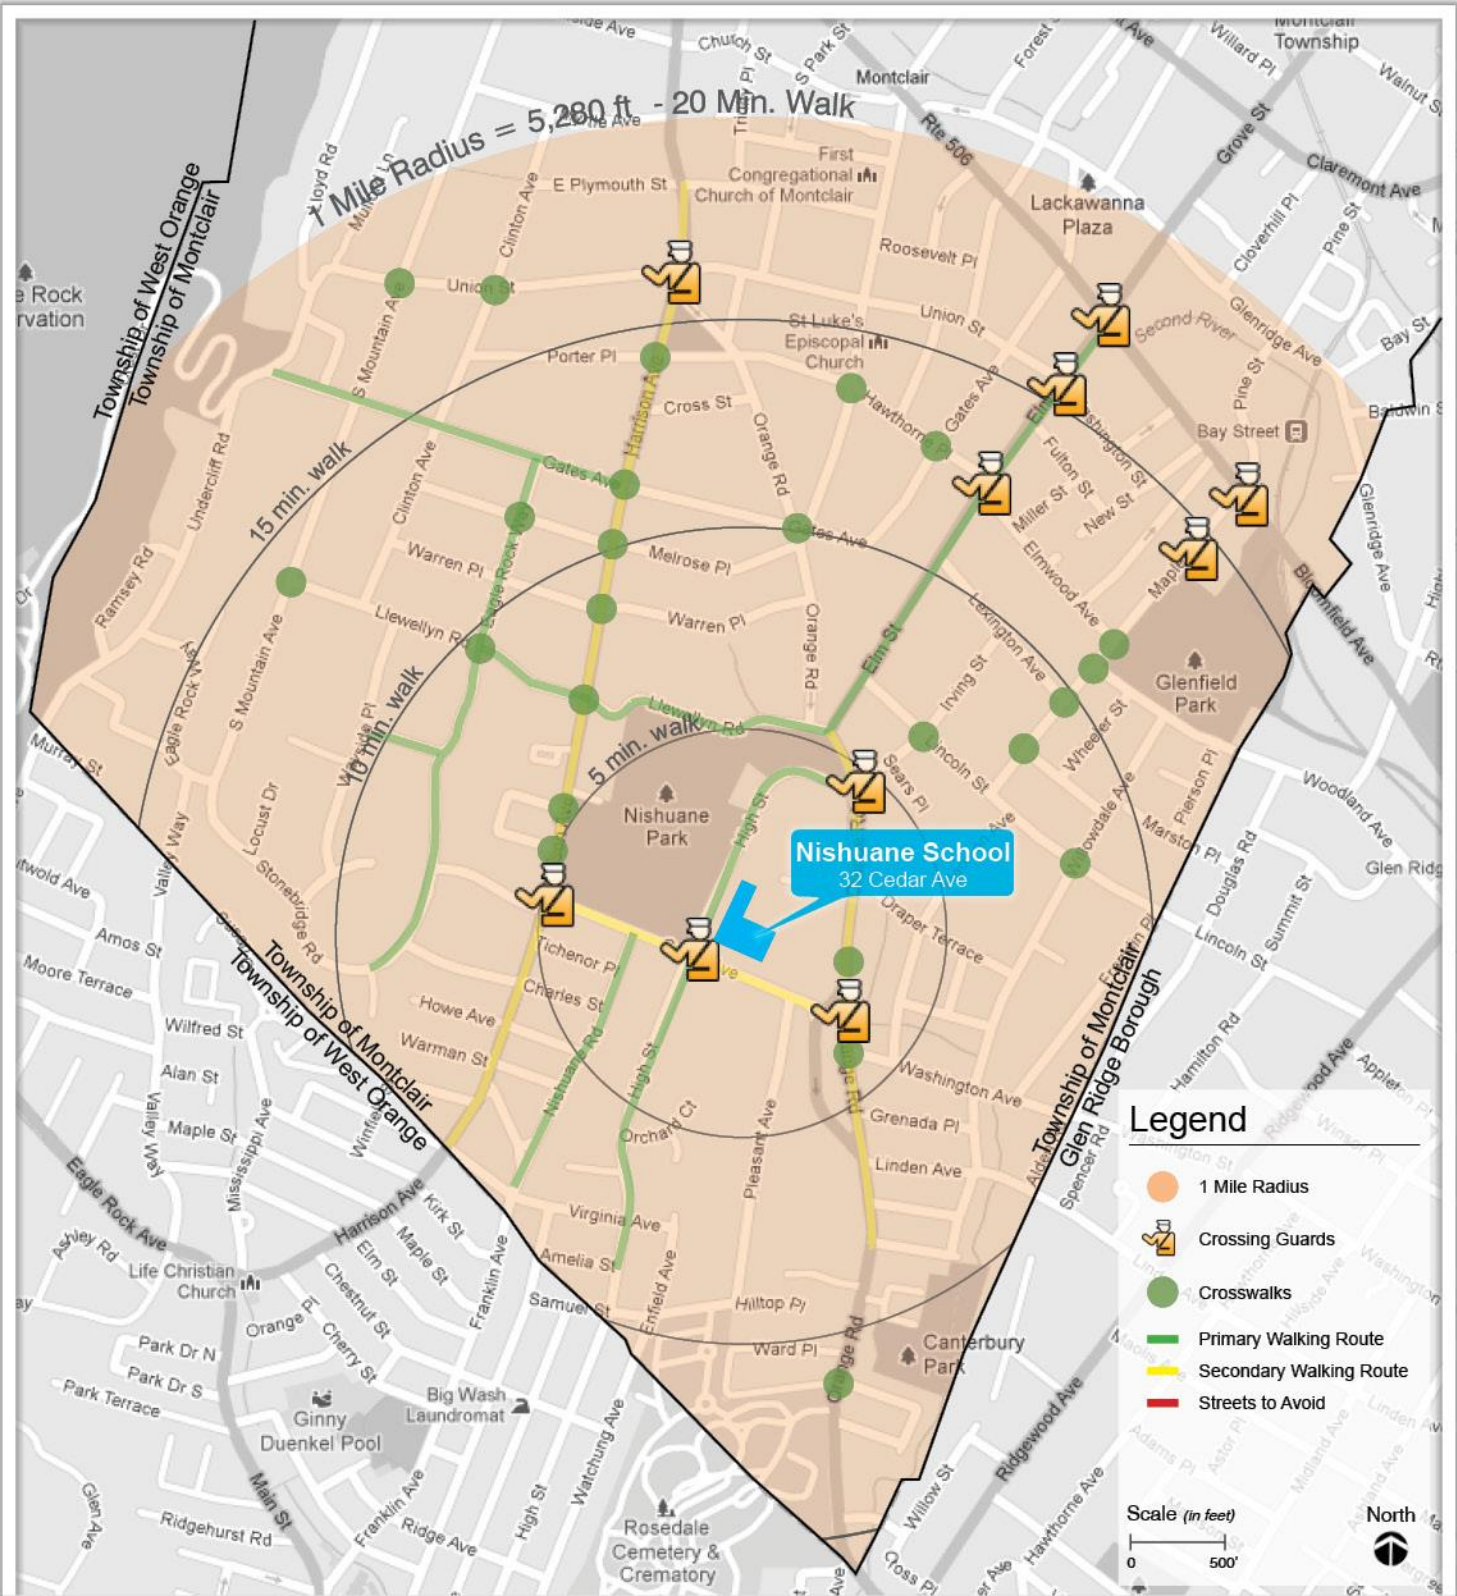 Church St
S Park St
Montclair
Forest
Willard Pl
Township
Walnut S
1 Mile Radius = 5,280 ft - 20 Min. Walk
Rte 506
Grove St
Claremont Ave
Lloyd Rd
Clinton Ave
E Plymouth St
First
Congregational
Church of Montclair
Lackawanna
Plaza
Cloverhill Pl
Pine St
Township of West Orange
Township of Montclair
Roosevelt Pl
e Rock
rvation
Union St
S Mountain Ave
Union St
St Luke's
Episcopal
Church
Second River
Glenridge Ave
Bay St
Porter Pl
Harrison Ave
Cross St
Hawthorne Pl
Gates Ave
Pine St
Baldwin S
Bay Street
Orange Rd
Fulton St
Washington St
Miller St
New St
Undercliff Rd
15 min. walk
Clinton Ave
Gates Ave
Gates Ave
Glenridge Ave
Warren Pl
Eagle Rock Way
Melrose Pl
Elmwood Ave
Maple
Bloomfield Ave
Ramsey Rd
Llewellyn Rd
Warren Pl
Orange Rd
Elm St
Lexington Ave
Irving St
Glenfield
Park
S Mountain Ave
Eagle Rock Way
10 min. walk
Llewellyn Rd
5 min. walk
Murray St
Lincoln St
Wheeler St
Sears Pl
Nishuane
Park
High St
Willowdale Ave
Pierson Pl
Marston Pl
Woodland Ave
Locust Dr
Valley Way
Nishuane School
32 Cedar Ave
Glen Ridg
Douglas Rd
Summit St
Stonebridge Rd
Draper Terrace
Lincoln St
Amos St
Moore Terrace
Tichenor Pl
Charles St
Howe Ave
Warman St
Wilfred St
Township of Montclair
Township of West Orange
Nishuane Rd
High St
Orchard Ct
Pleasant Ave
Washington Ave
Grenada Pl
Linden Ave
Township of Montclair
Glen Ridge Borough
Hamilton Rd
Ridgewood Ave
Appleton Pl
Alan St
Valley Way
Maple St
Mississippi Ave
Spencer Rd
Eagle Rock Ave
Ashley Rd
Harrison Ave
Kirk St
Maple St
Elm St
Virginia Ave
Amelia St
Life Christian
Church
Chestnut St
Franklin Ave
Samuel St
Enfield Ave
Hilltop Pl
Orange Pl
Cherry St
Ward Pl
Orange Rd
Canterbury
Park
Park Dr N
Park Dr S
Park Terrace
Ginny
Duenkel Pool
Big Wash
Laundromat
Watchung Ave
Ridgewood Ave
Glen Ave
Main St
Ridgehurst Rd
Franklin Ave
Ridge Ave
High St
Rosedale
Cemetery &
Crematory
Willow St
Hawthorne Ave
Cross Pl
Legend
1 Mile Radius
Crossing Guards
Crosswalks
Primary Walking Route
Secondary Walking Route
Streets to Avoid
Scale (in feet)
0 500'
North